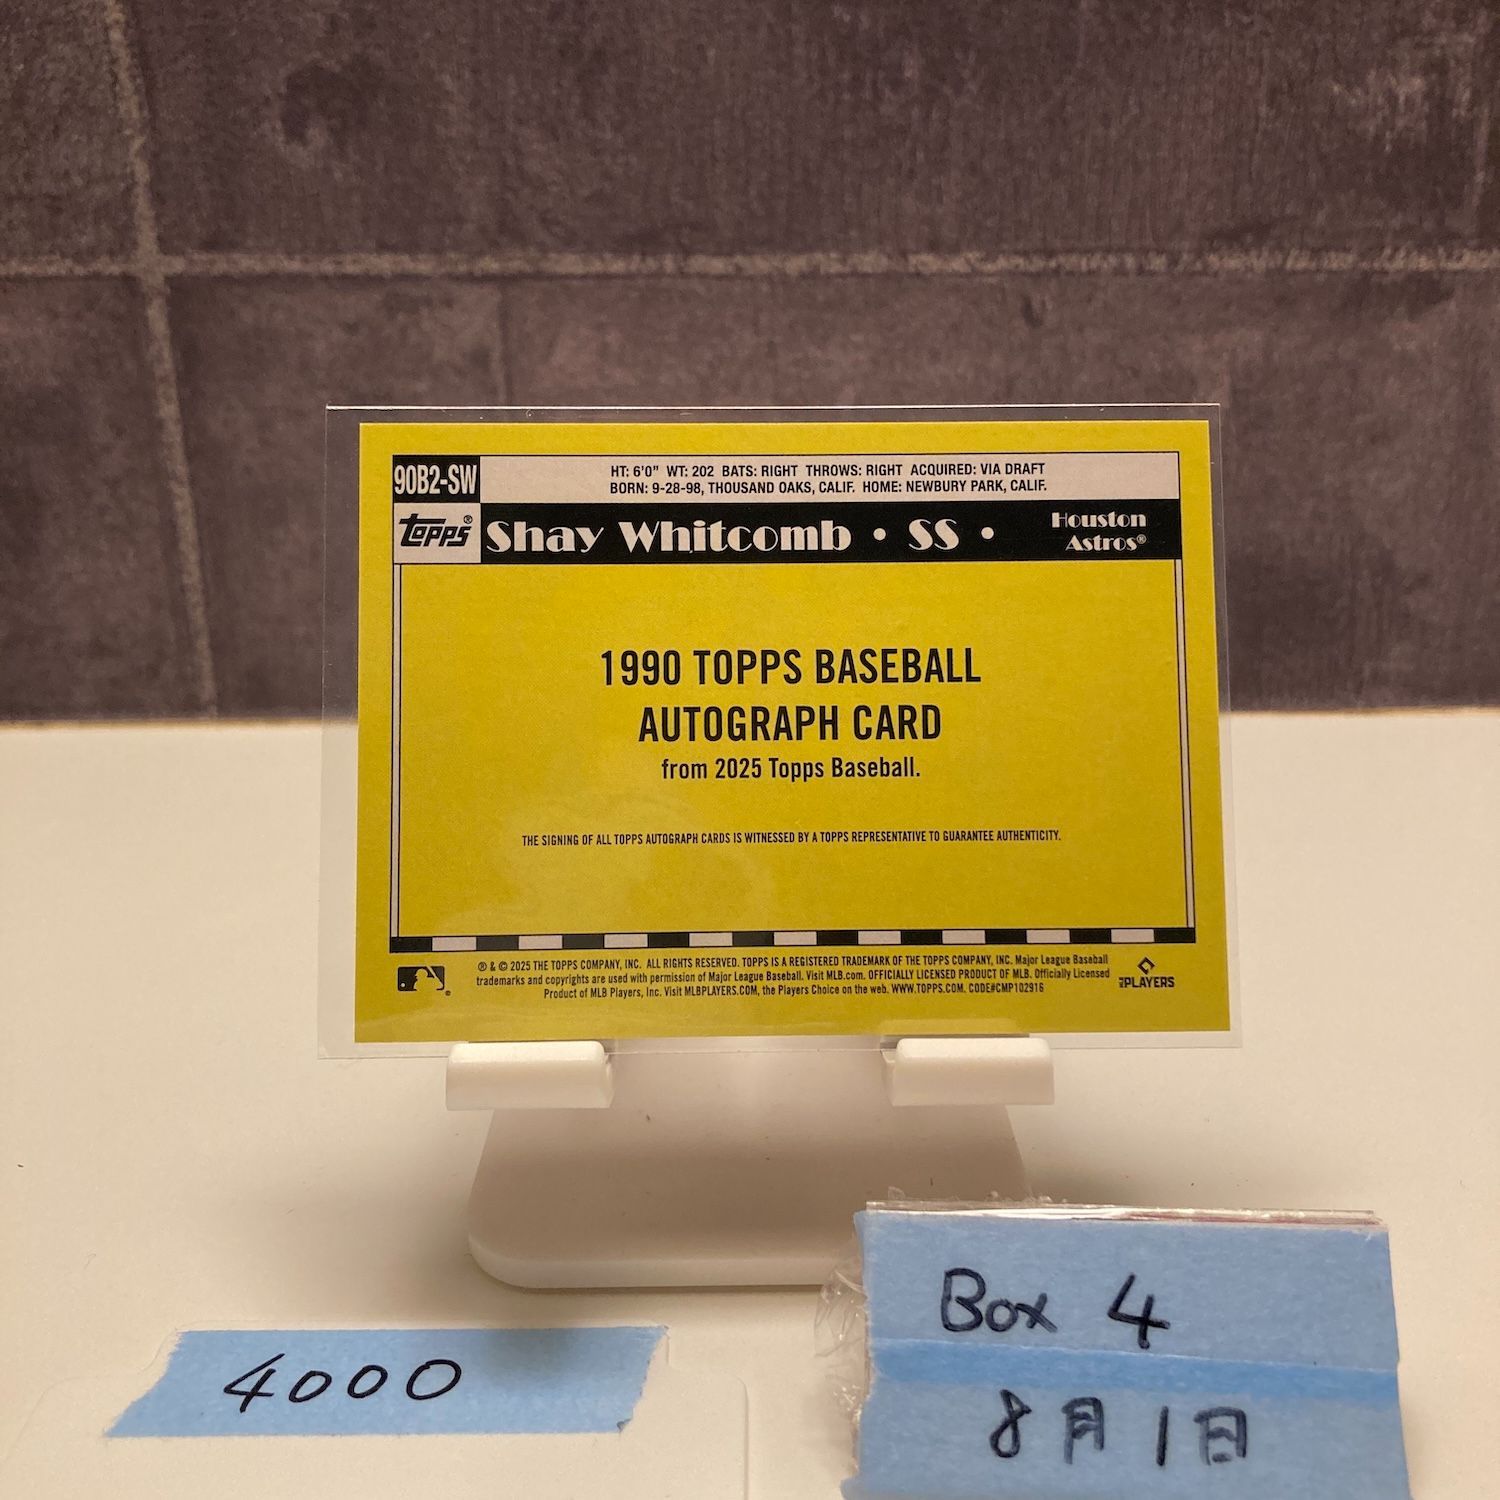 90B2-SW
HT: 6'0" WT: 202 BATS: RIGHT THROWS: RIGHT ACQUIRED: VIA DRAFT
BORN: 9-28-98, THOUSAND OAKS, CALIF. HOME: NEWBURY PARK, CALIF.
Topps®
Shay Whitcomb • SS •
Houston
Astros®
1990 TOPPS BASEBALL
AUTOGRAPH CARD
from 2025 Topps Baseball.
THE SIGNING OF ALL TOPPS AUTOGRAPH CARDS IS WITNESSED BY A TOPPS REPRESENTATIVE TO GUARANTEE AUTHENTICITY.
® & © 2025 THE TOPPS COMPANY, INC. ALL RIGHTS RESERVED. TOPPS IS A REGISTERED TRADEMARK OF THE TOPPS COMPANY, INC. Major League Baseball
trademarks and copyrights are used with permission of Major League Baseball. Visit MLB.com. OFFICIALLY LICENSED PRODUCT OF MLB. Officially Licensed
Product of MLB Players, Inc. Visit MLBPLAYERS.COM, the Players Choice on the web. WWW.TOPPS.COM. CODE#CMP102916
MLB PLAYERS
Box 4
4000
8月1日